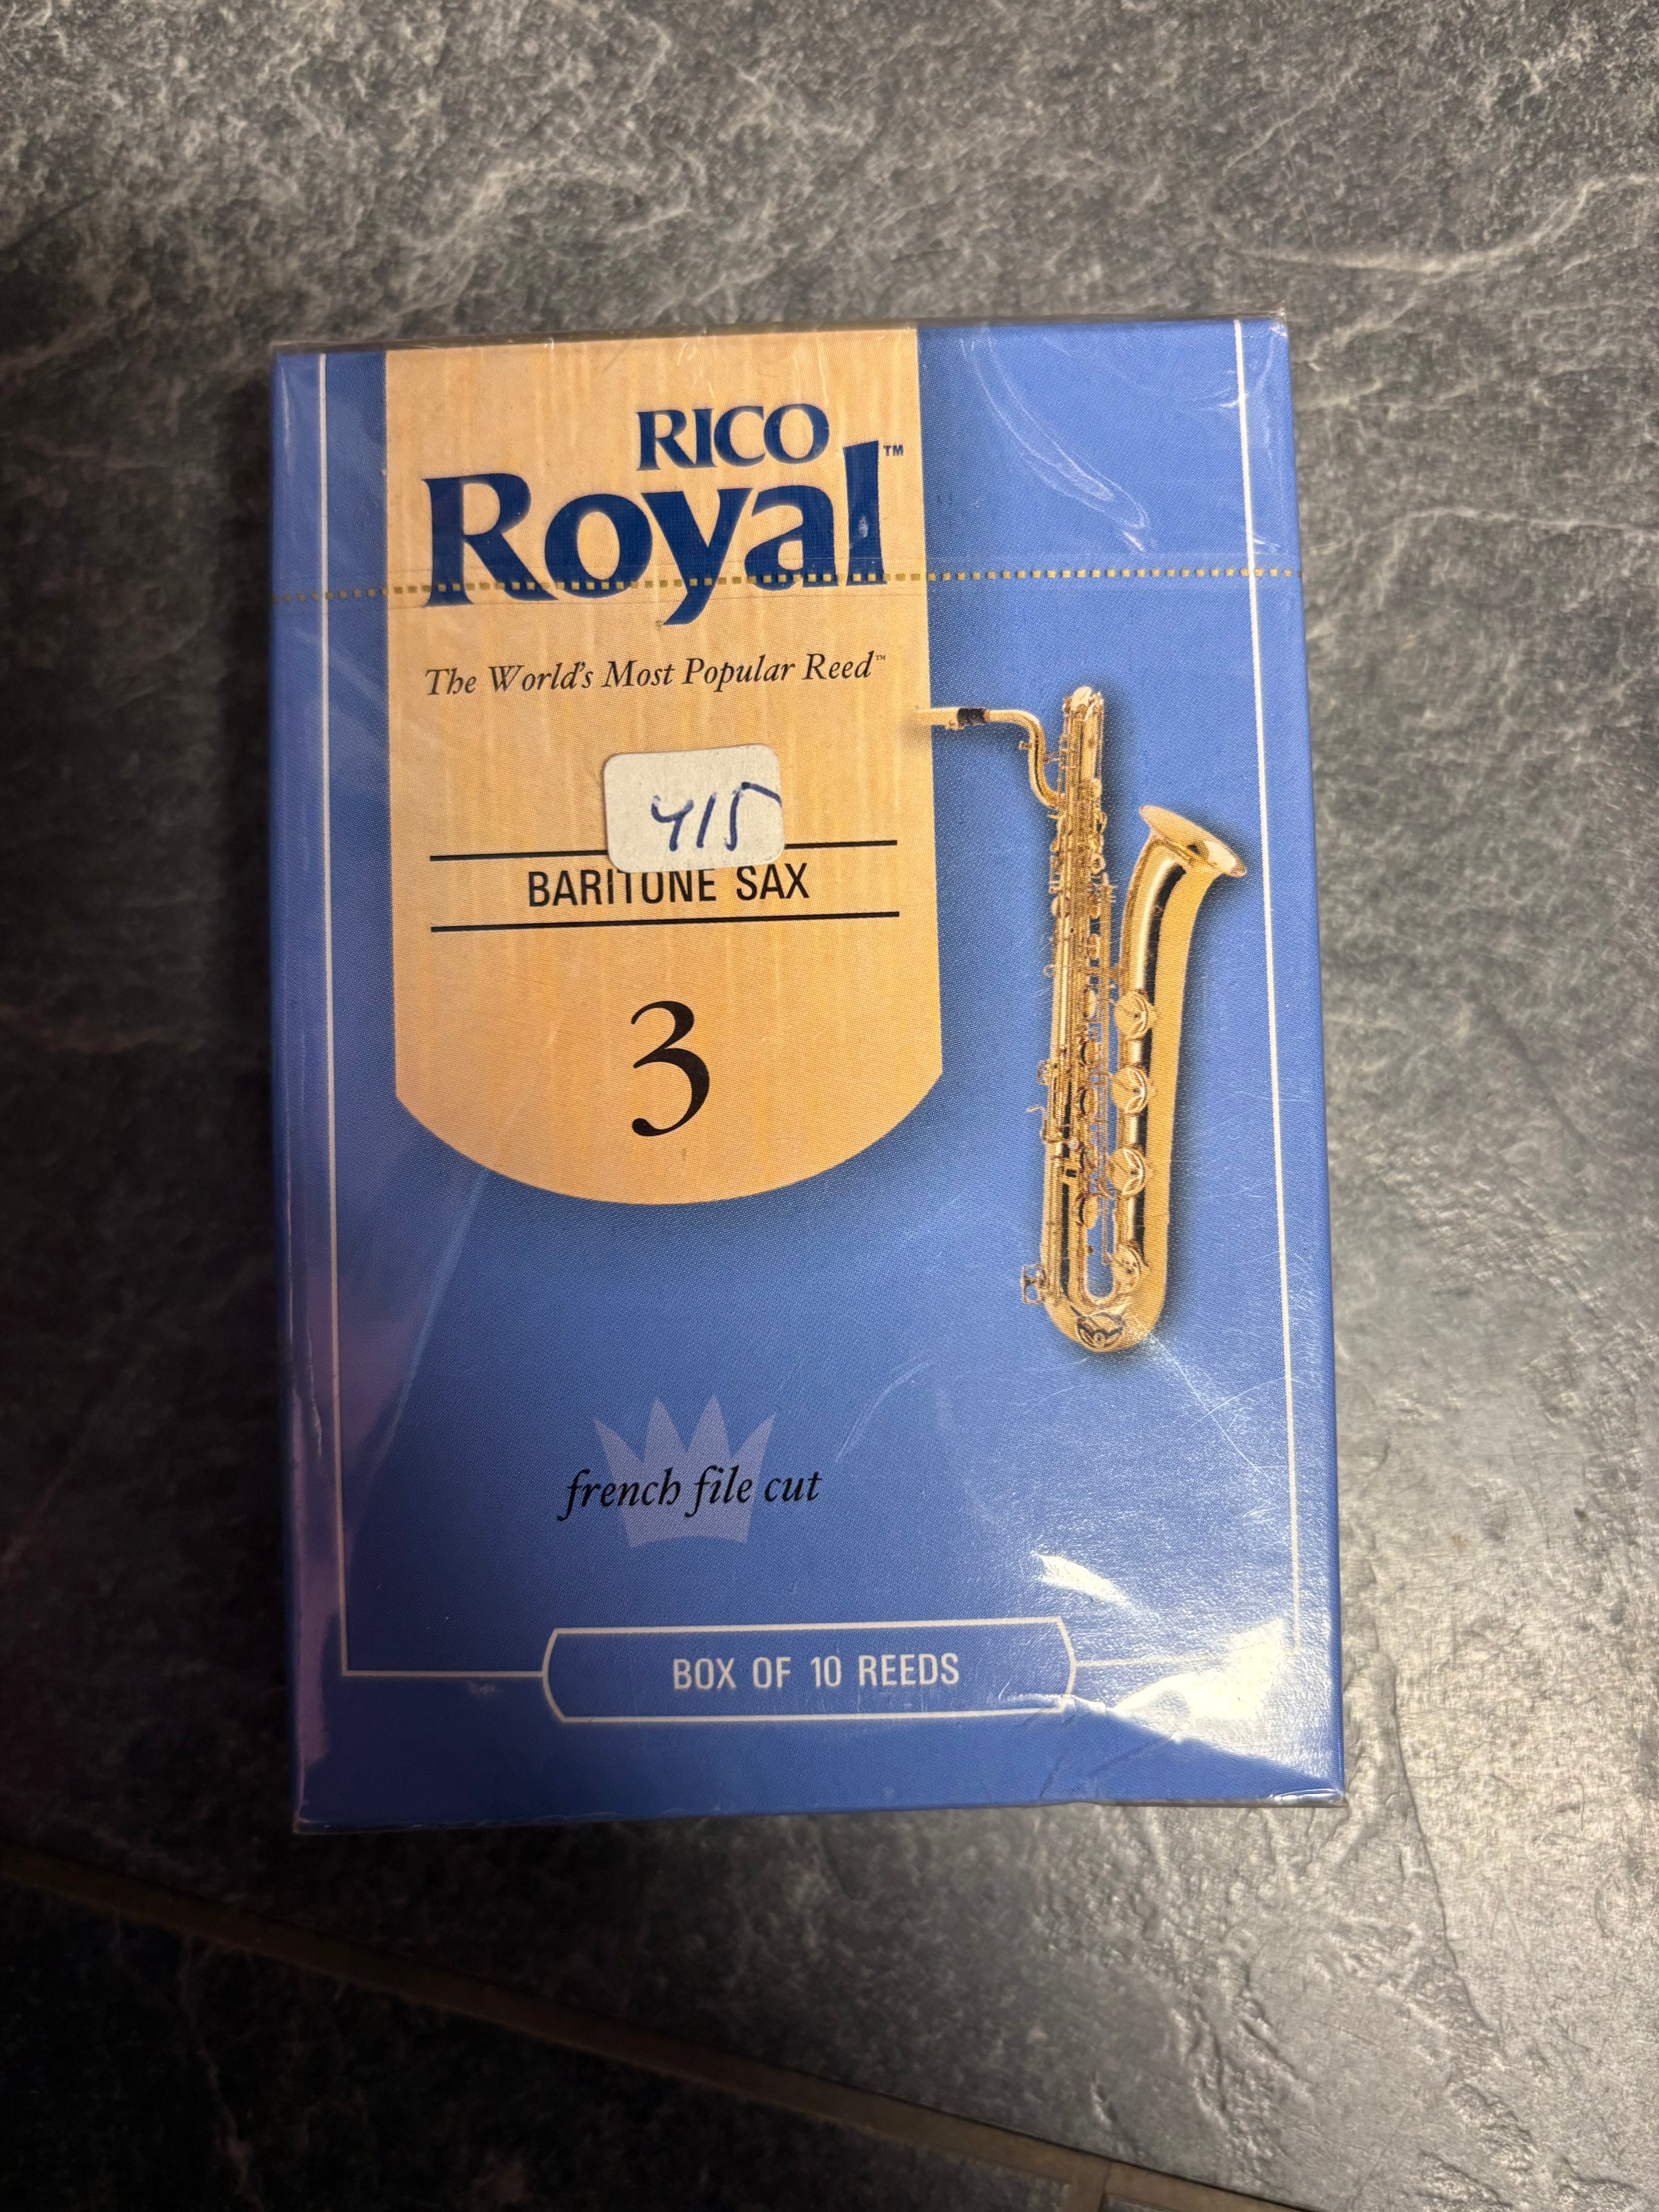 RICO
Royal™
The World's Most Popular Reed™
415
BARITONE SAX
3
french file cut
BOX OF 10 REEDS